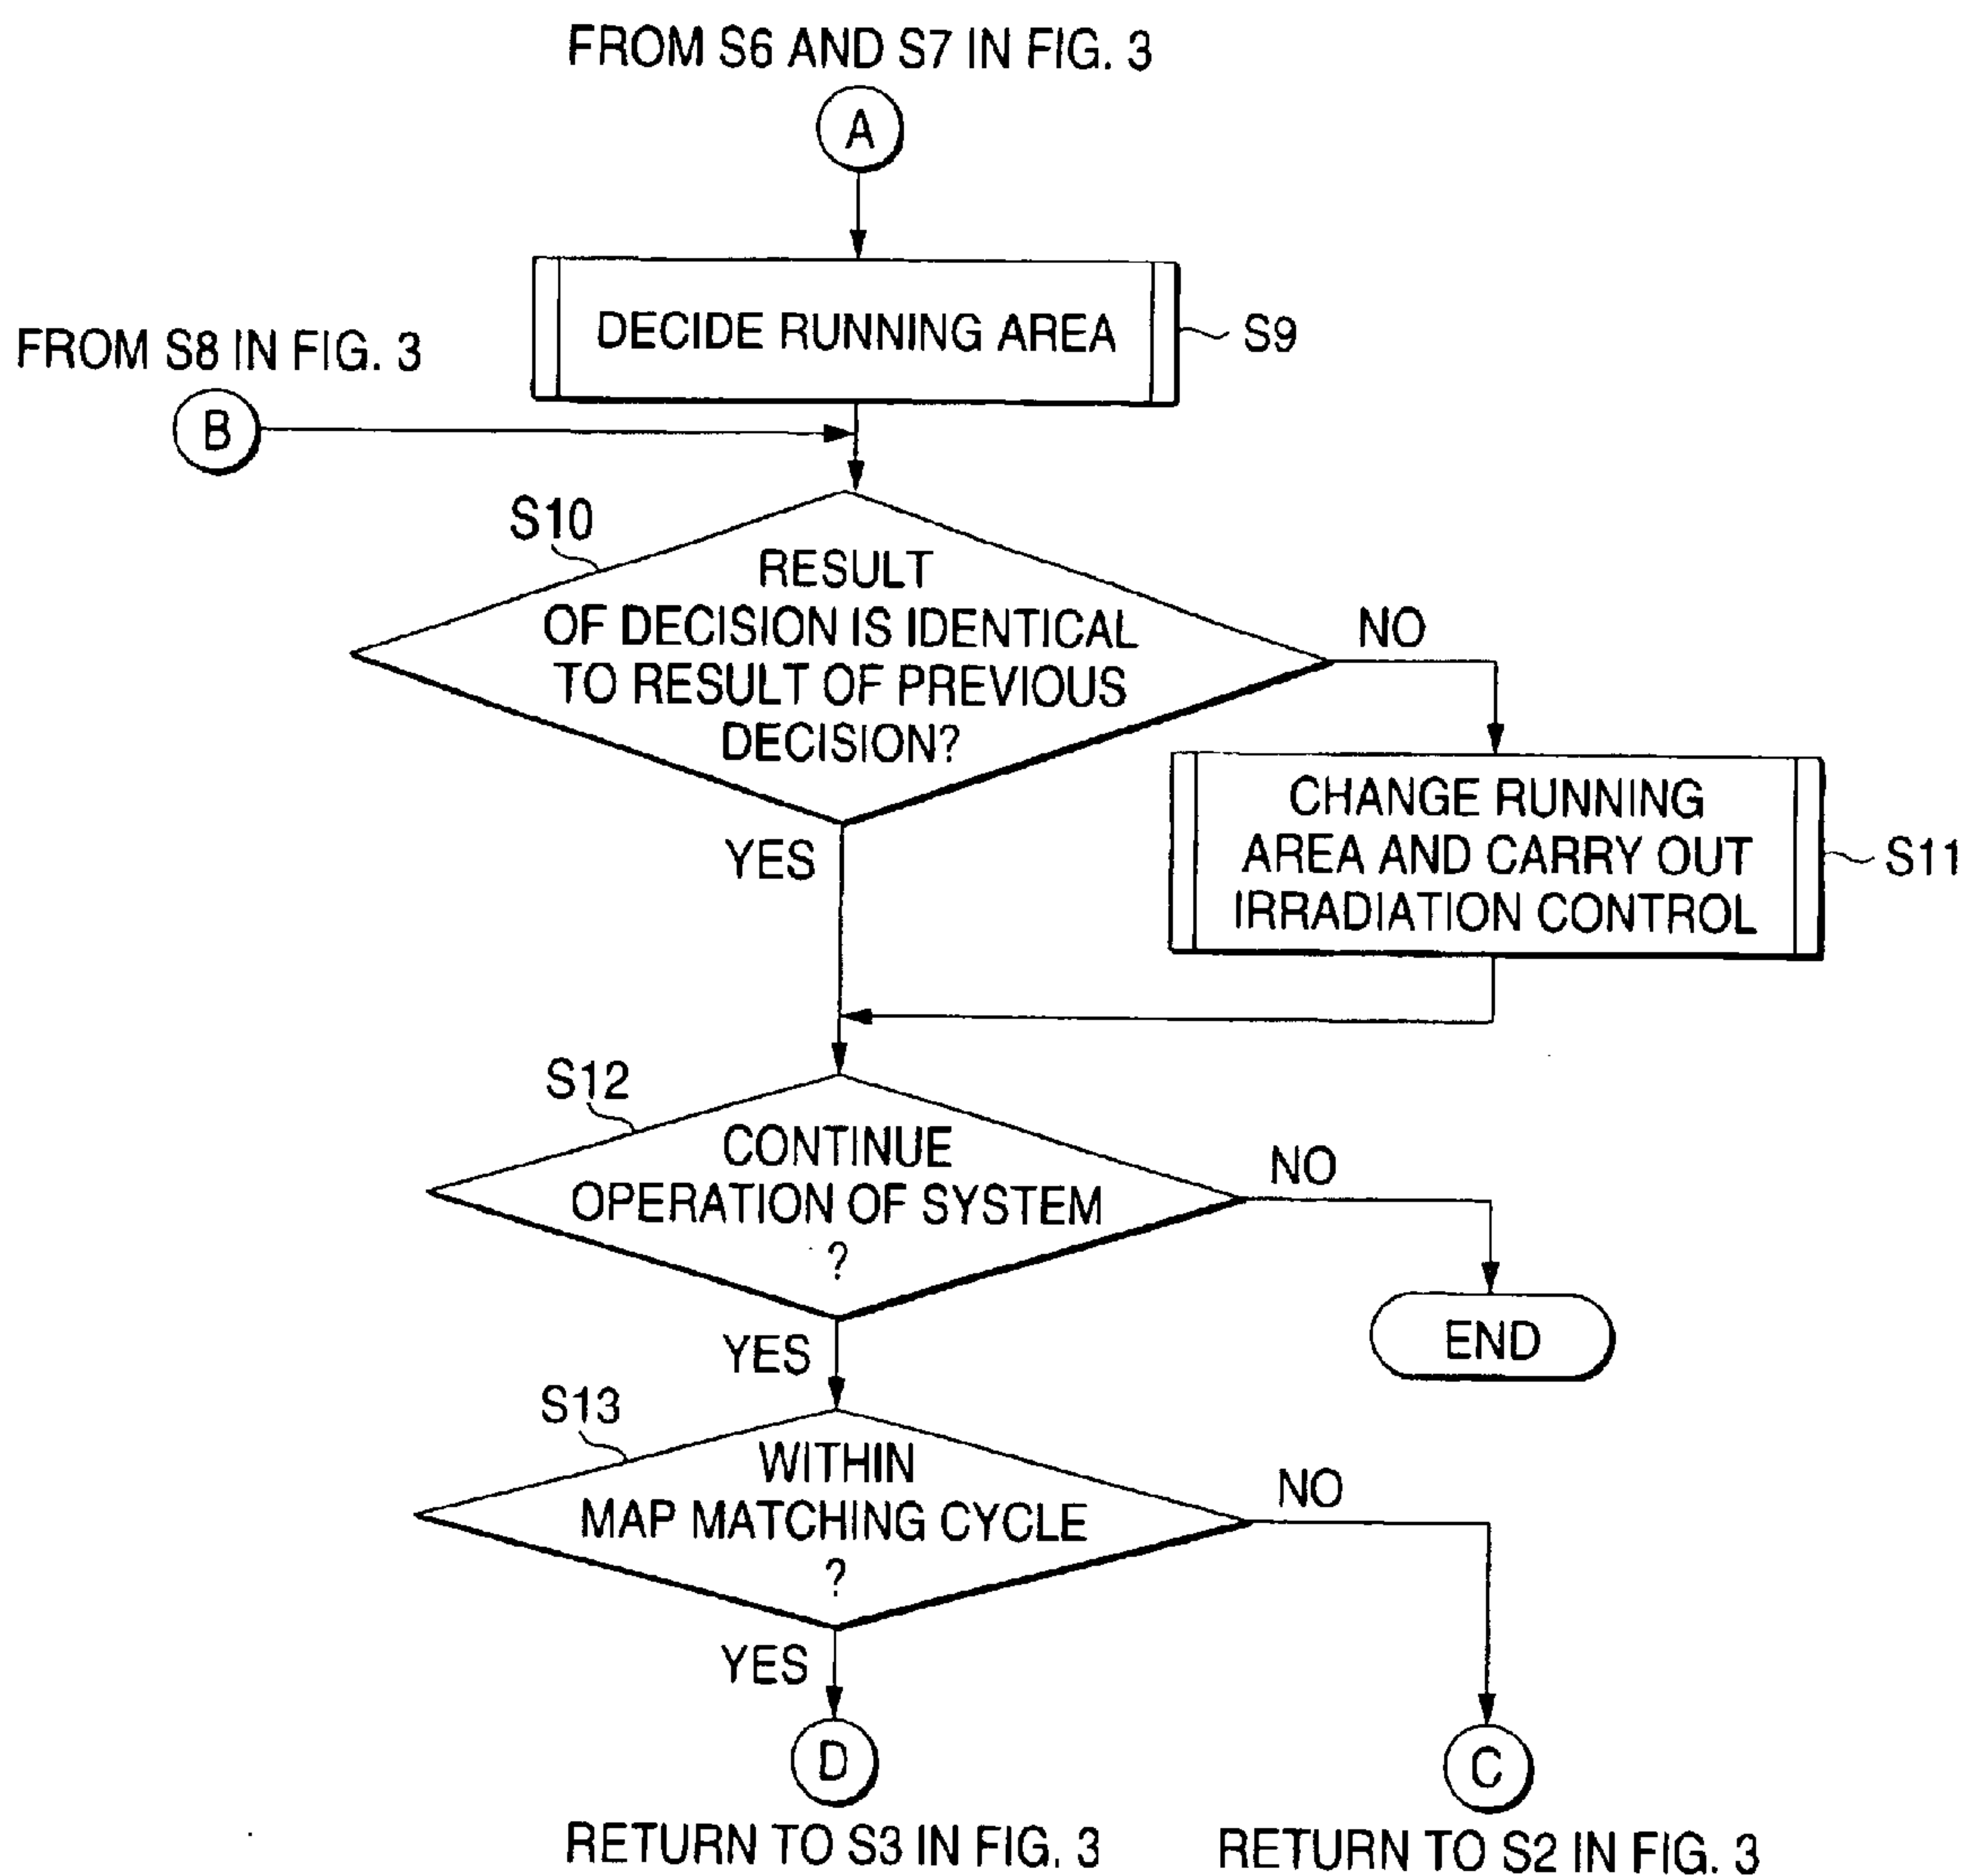 FROM S6 AND S7 IN FIG. 3
A
DECIDE RUNNING AREA
S9
FROM S8 IN FIG. 3
B
S10
RESULT
OF DECISION IS IDENTICAL
TO RESULT OF PREVIOUS
DECISION?
NO
YES
CHANGE RUNNING
AREA AND CARRY OUT
IRRADIATION CONTROL
S11
S12
CONTINUE
OPERATION OF SYSTEM
?
NO
END
YES
S13
WITHIN
MAP MATCHING CYCLE
?
NO
YES
D
C
RETURN TO S3 IN FIG. 3
RETURN TO S2 IN FIG. 3